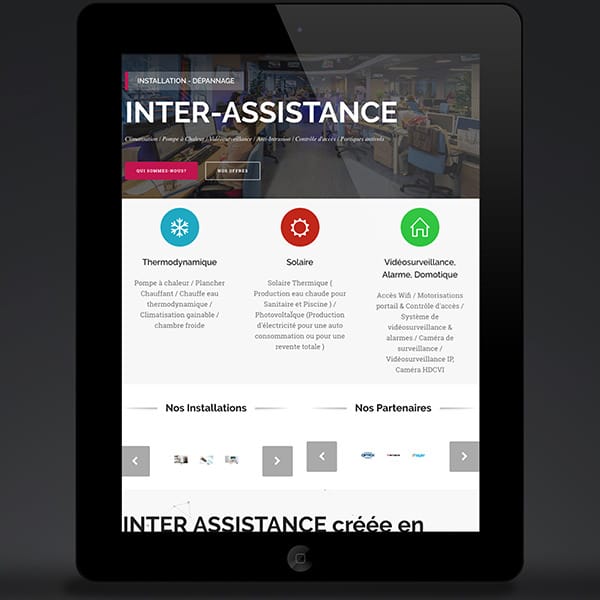 INSTALLATION - DÉPANNAGE
INTER-ASSISTANCE
Climatisation / Pompe à Chaleur / Vidéosurveillance / Anti-Intrusion / Contrôle d'accès / Portiques antivols
QUI SOMMES-NOUS?
NOS OFFRES
Thermodynamique
Pompe à chaleur / Plancher
Chauffant / Chauffe eau
thermodynamique /
Climatisation gainable /
chambre froide
Solaire
Solaire Thermique (
Production eau chaude pour
Sanitaire et Piscine ) /
PhotovoltaÏque (Production
d'électricité pour une auto
consommation ou pour une
revente totale )
Vidéosurveillance,
Alarme, Domotique
Accès Wifi / Motorisations
portail & Contrôle d'accès /
Système de
vidéosurveillance &
alarmes / Caméra de
surveillance /
Vidéosurveillance IP,
Caméra HDCVI
Nos Installations
Nos Partenaires
INTER ASSISTANCE créée en